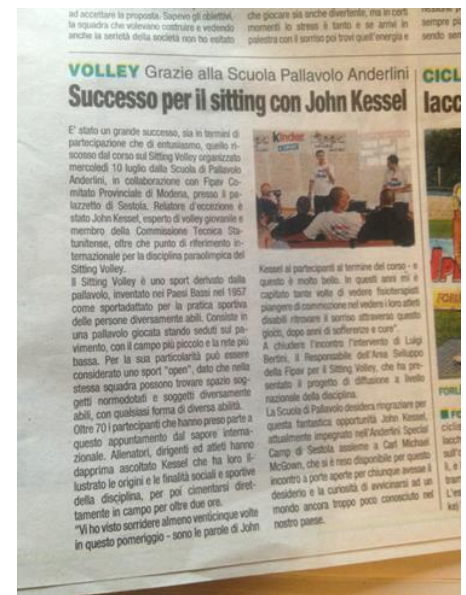 ad accettare la proposta. Sapevo gli obiettivi,
la squadra che volevano costruire e vedendo
anche la serietà della società non ho esitato
che giocare sia anche divertente, ma in certi
momenti lo stress è tanto e se arrivi in
palestra con il sorriso poi trovi quell'energia e
sempre più
sendo sem
VOLLEY Grazie alla Scuola Pallavolo Anderlini
Successo per il sitting con John Kessel
E' stato un grande successo, sia in termini di
partecipazione che di entusiasmo, quello ri-
scosso dal corso sul Sitting Volley organizzato
mercoledì 10 luglio dalla Scuola di Pallavolo
Anderlini, in collaborazione con Fipav Co-
mitato Provinciale di Modena, presso il pa-
lazzetto di Sestola. Relatore d'eccezione è
stato John Kessel, esperto di volley giovanile e
membro della Commissione Tecnica Sta-
tunitense, oltre che punto di riferimento in-
ternazionale per la disciplina paraolimpica del
Sitting Volley.
Il Sitting Volley è uno sport derivato dalla
pallavolo, inventato nei Paesi Bassi nel 1957
come sportadattato per la pratica sportiva
delle persone diversamente abili. Consiste in
una pallavolo giocata stando seduti sul pa-
vimento, con il campo più piccolo e la rete più
bassa. Per la sua particolarità può essere
considerato uno sport "open", dato che nella
stessa squadra possono trovare spazio sog-
getti normodotati e soggetti diversamente
abili, con qualsiasi forma di diversa abilità.
Oltre 70 i partecipanti che hanno preso parte a
questo appuntamento dal sapore interna-
zionale. Allenatori, dirigenti ed atleti hanno
dapprima ascoltato Kessel che ha loro il-
lustrato le origini e le finalità sociali e sportive
della disciplina, per poi cimentarsi diret-
tamente in campo per oltre due ore.
"Vi ho visto sorridere almeno venticinque volte
in questo pomeriggio - sono le parole di John
Kinder
Kessel ai partecipanti al termine del corso - e
questo è molto bello. In questi anni mi è
capitato tante volte di vedere fisioterapisti
piangere di commozione nel vedere i loro atleti
disabili ritrovare il sorriso attraverso questo
gioco, dopo anni di sofferenze e cure".
A chiudere l'incontro l'intervento di Luigi
Bertini, il Responsabile dell'Area Sviluppo
della Fipav per il Sitting Volley, che ha pre-
sentato il progetto di diffusione a livello
nazionale della disciplina.
La Scuola di Pallavolo desidera ringraziare per
questa fantastica opportunità John Kessel,
attualmente impegnato nell'Anderlini Special
Camp di Sestola assieme a Carl Michael
McGown, che si è reso disponibile per questo
incontro a porte aperte per chiunque avesse il
desiderio e la curiosità di avvicinarsi ad un
mondo ancora troppo poco conosciuto nel
nostro paese.
CICL
Iacc
FORLÌ